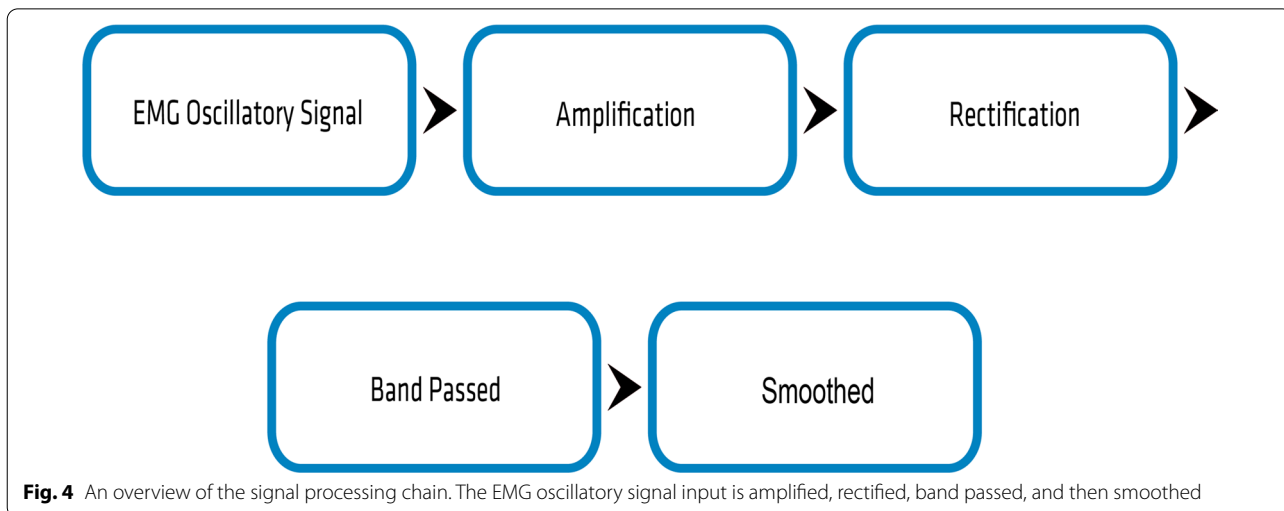 EMG Oscillatory Signal
Amplification
Rectification
Band Passed
Smoothed
Fig. 4 An overview of the signal processing chain. The EMG oscillatory signal input is amplified, rectified, band passed, and then smoothed